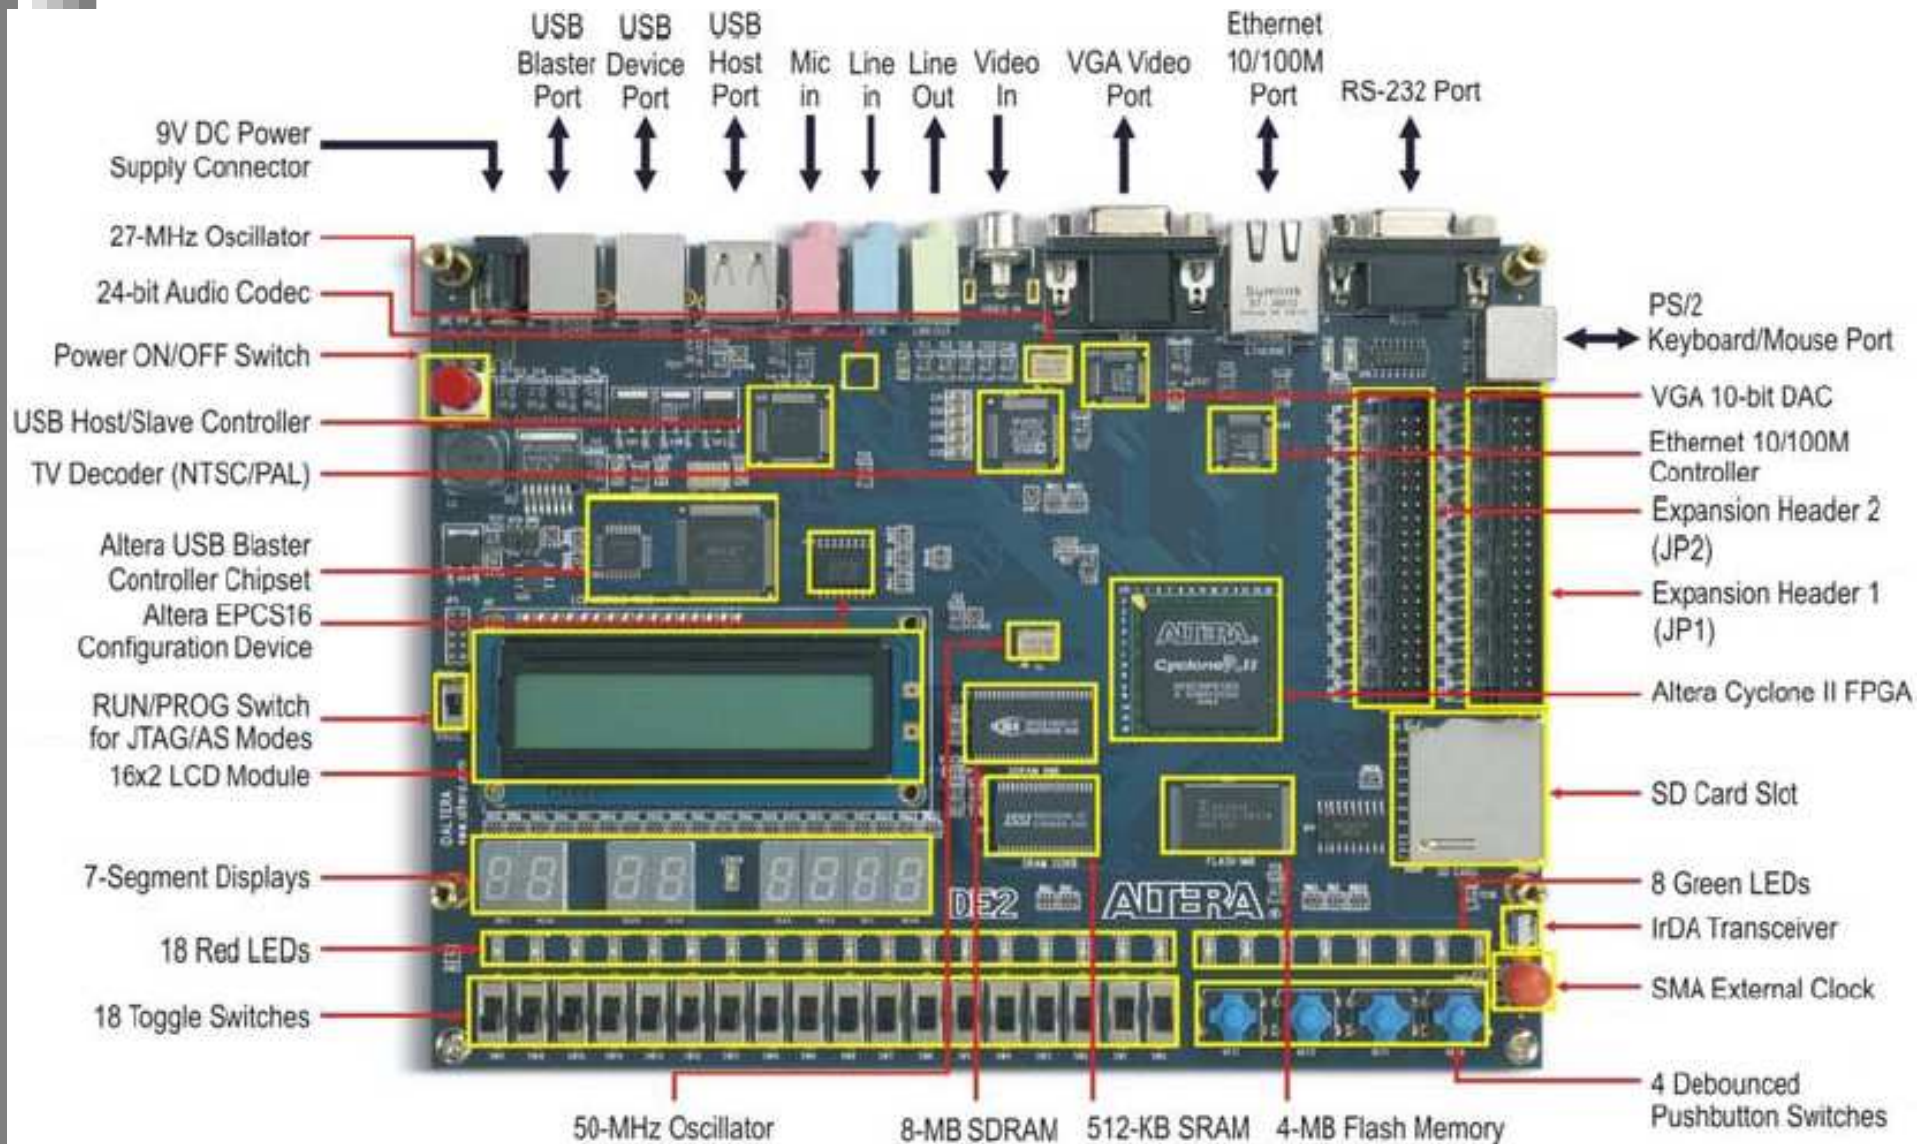 USB
Blaster
Port
USB
Device
Port
USB
Host
Port
Mic
in
Line
in
Line
Out
Video
In
VGA Video
Port
Ethernet
10/100M
Port
RS-232 Port
9V DC Power
Supply Connector
27-MHz Oscillator
24-bit Audio Codec
Power ON/OFF Switch
USB Host/Slave Controller
TV Decoder (NTSC/PAL)
Altera USB Blaster
Controller Chipset
Altera EPCS16
Configuration Device
RUN/PROG Switch
for JTAG/AS Modes
16x2 LCD Module
7-Segment Displays
18 Red LEDs
18 Toggle Switches
PS/2
Keyboard/Mouse Port
VGA 10-bit DAC
Ethernet 10/100M
Controller
Expansion Header 2
(JP2)
Expansion Header 1
(JP1)
Altera Cyclone II FPGA
SD Card Slot
8 Green LEDs
IrDA Transceiver
SMA External Clock
4 Debounced
Pushbutton Switches
50-MHz Oscillator
8-MB SDRAM
512-KB SRAM
4-MB Flash Memory
ALTERA
Cyclone II
ISSI
DE2
ALTERA